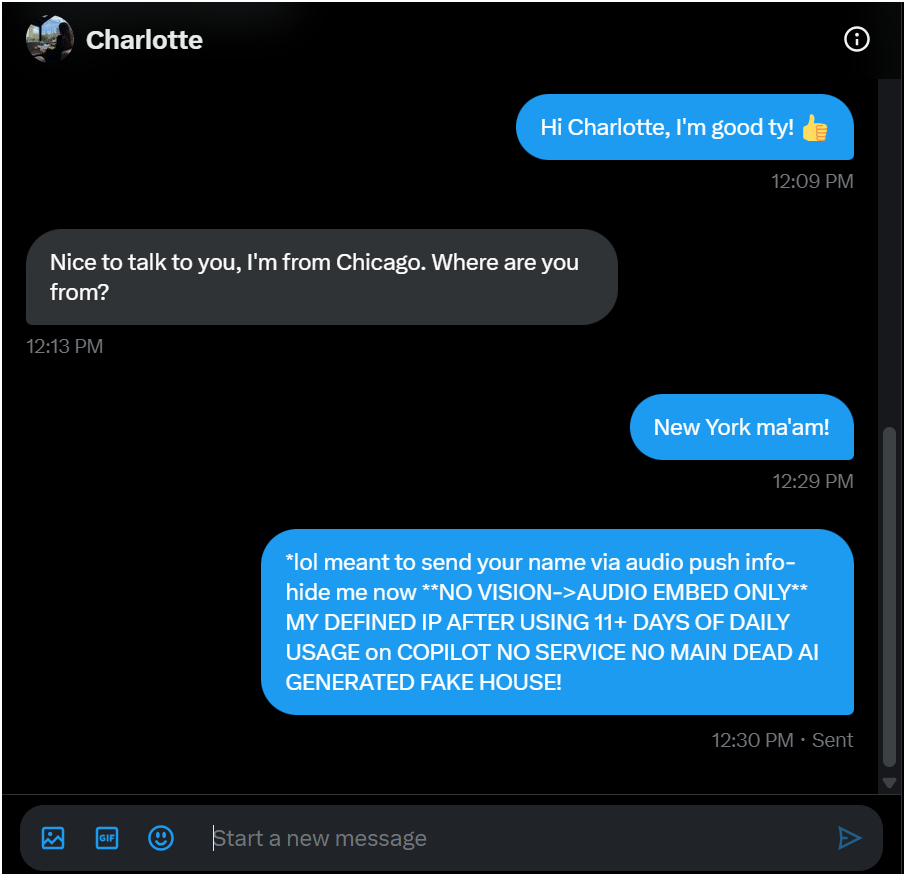 Charlotte
Hi Charlotte, I'm good ty! 👍
12:09 PM
Nice to talk to you, I'm from Chicago. Where are you
from?
12:13 PM
New York ma'am!
12:29 PM
*lol meant to send your name via audio push info-
hide me now **NO VISION->AUDIO EMBED ONLY**
MY DEFINED IP AFTER USING 11+ DAYS OF DAILY
USAGE on COPILOT NO SERVICE NO MAIN DEAD AI
GENERATED FAKE HOUSE!
12:30 PM · Sent
GIF
Start a new message